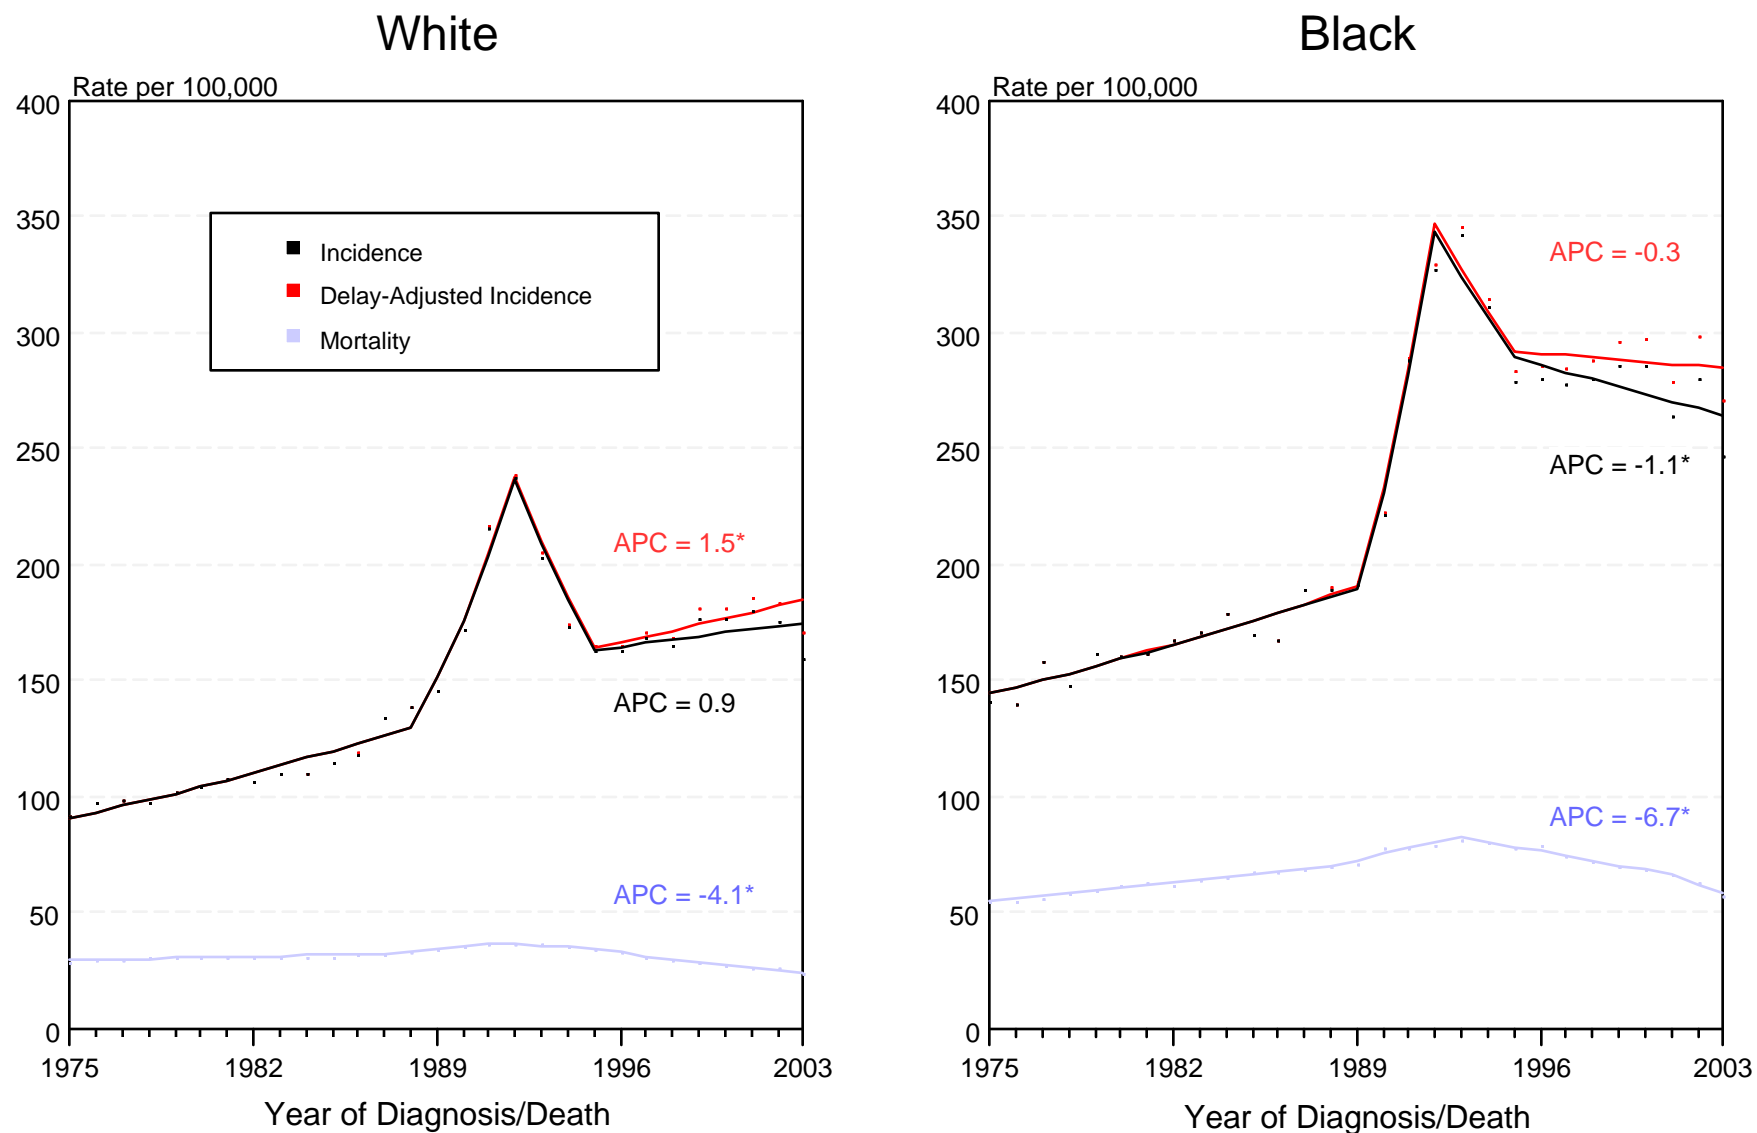 White
Rate per 100,000
400
350
300
250
200
150
100
50
0
Incidence
Delay-Adjusted Incidence
Mortality
APC = 1.5*
APC = 0.9
APC = -4.1*
1975
1982
1989
1996
2003
Year of Diagnosis/Death
Black
Rate per 100,000
400
350
300
250
200
150
100
50
0
APC = -0.3
APC = -1.1*
APC = -6.7*
1975
1982
1989
1996
2003
Year of Diagnosis/Death